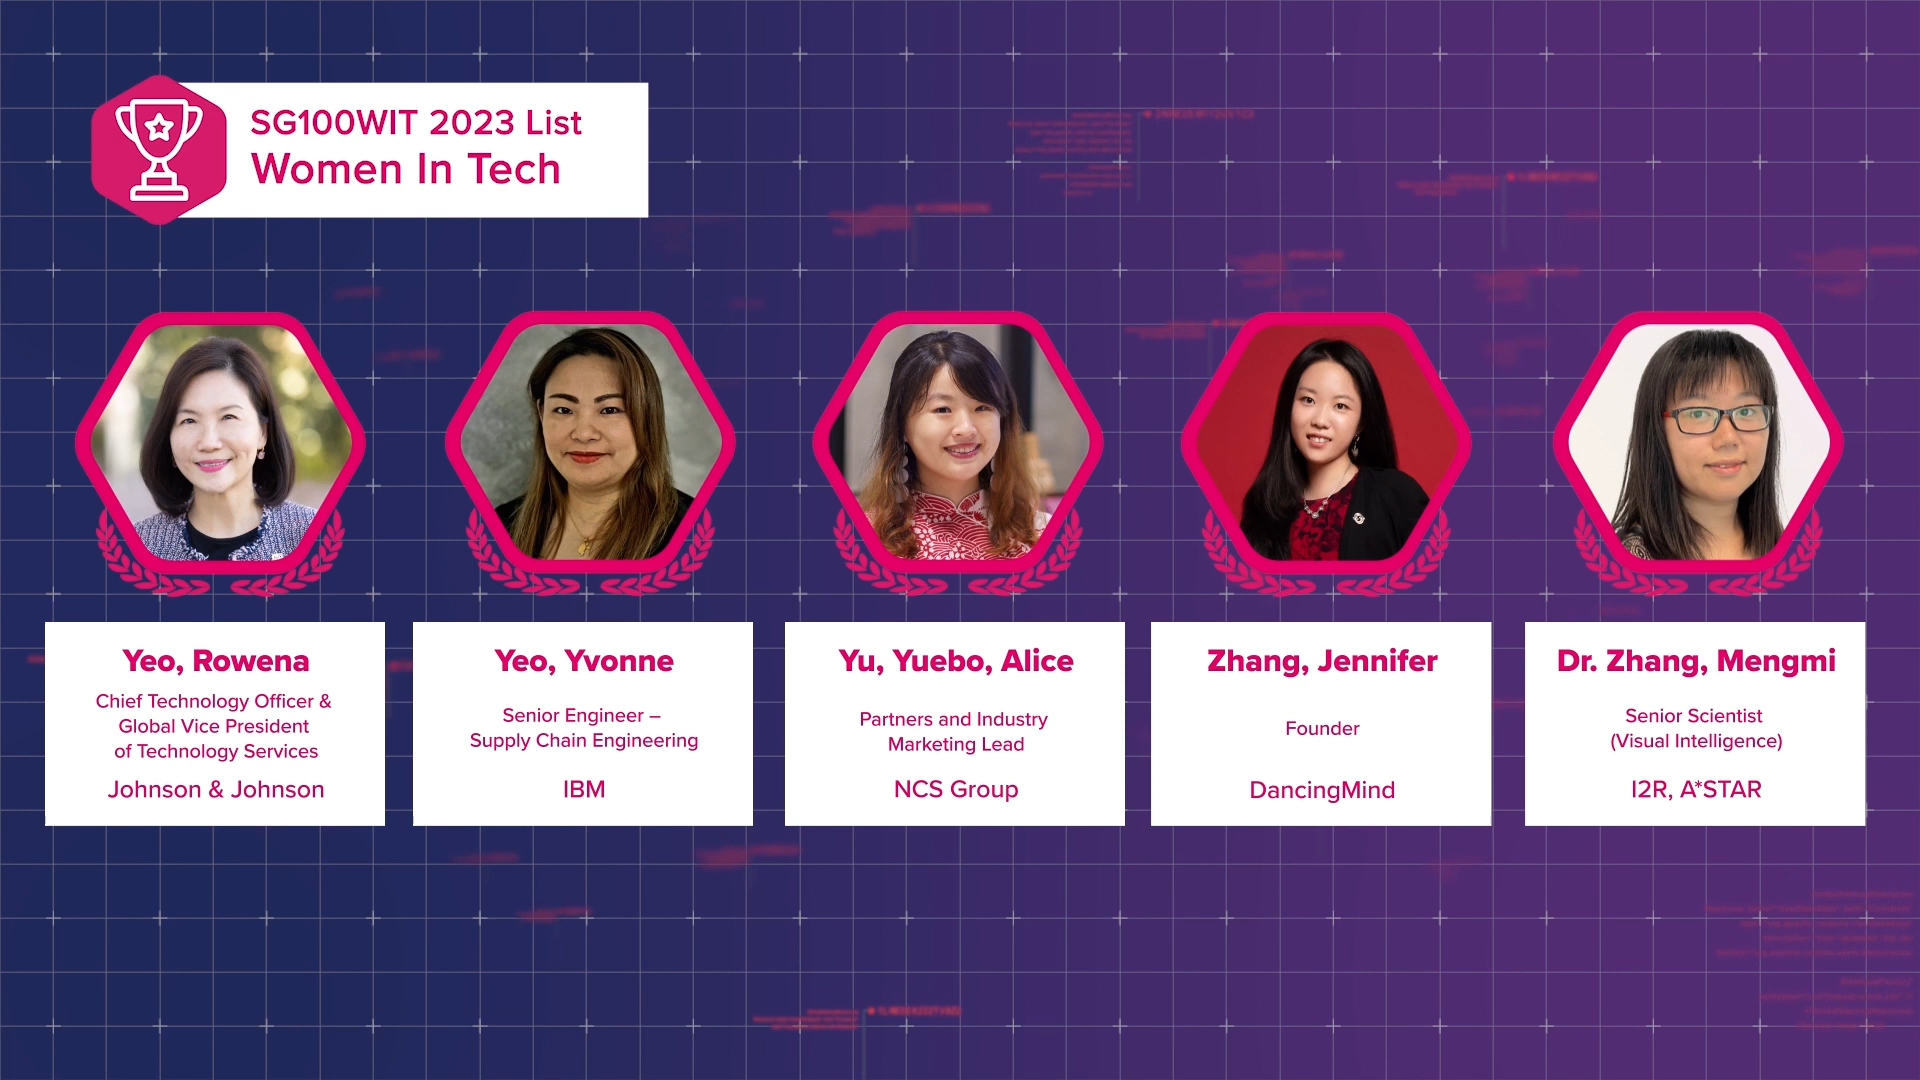 SG100WIT 2023 List
Women In Tech
Yeo, Rowena
Chief Technology Officer &
Global Vice President
of Technology Services
Johnson & Johnson
Yeo, Yvonne
Senior Engineer –
Supply Chain Engineering
IBM
Yu, Yuebo, Alice
Partners and Industry
Marketing Lead
NCS Group
Zhang, Jennifer
Founder
DancingMind
Dr. Zhang, Mengmi
Senior Scientist
(Visual Intelligence)
I2R, A*STAR